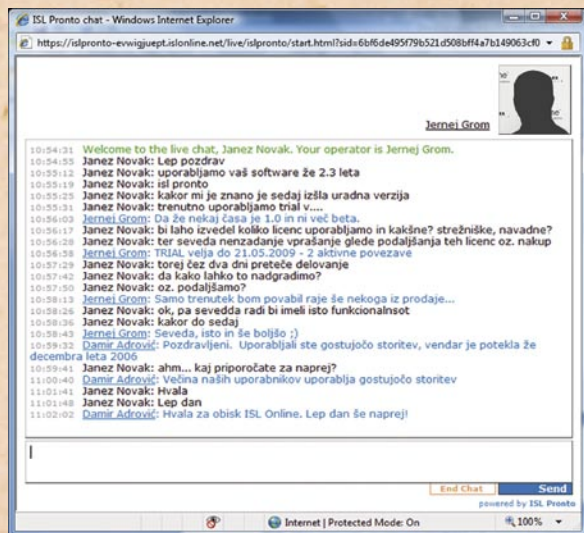 ISL Pronto chat - Windows Internet Explorer
https://islpronto-evwigjuept.islonline.net/live/islpronto/start.html?sid=6bf6de495f79b521d508bff4a7b149063cf0
Jernej Grom
10:54:31 Welcome to the live chat, Janez Novak. Your operator is Jernej Grom.
10:54:55 Janez Novak: Lep pozdrav
10:55:12 Janez Novak: uporabljamo vaš software že 2.3 leta
10:55:19 Janez Novak: isl pronto
10:55:25 Janez Novak: kakor mi je znano je sedaj izšla uradna verzija
10:55:31 Janez Novak: trenutno uporabljamo trial v....
10:56:03 Jernej Grom: Da že nekaj časa je 1.0 in ni več beta.
10:56:17 Janez Novak: bi laho izvedel koliko licenc uporabljamo in kakšne? strežniške, navadne?
10:56:28 Janez Novak: ter seveda nenzadanje vprašanje glede podaljšanja teh licenc oz. nakup
10:56:58 Jernej Grom: TRIAL velja do 21.05.2009 - 2 aktivne povezave
10:57:29 Janez Novak: torej čez dva dni preteče delovanje
10:57:42 Janez Novak: da kako lahko to nadgradimo?
10:57:50 Janez Novak: oz. podaljšamo?
10:58:13 Jernej Grom: Samo trenutek bom povabil raje še nekoga iz prodaje...
10:58:26 Janez Novak: ok, pa sevedda radi bi imeli isto funkcionalnsot
10:58:36 Janez Novak: kakor do sedaj
10:58:43 Jernej Grom: Seveda, isto in še boljšo ;)
10:59:32 Damir Adrović: Pozdravljeni. Uporabljali ste gostujočo storitev, vendar je potekla že
decembra leta 2006
10:59:41 Janez Novak: ahm... kaj priporočate za naprej?
11:00:40 Damir Adrović: Večina naših uporabnikov uporablja gostujočo storitev
11:01:41 Janez Novak: Hvala
11:01:48 Janez Novak: Lep dan
11:02:02 Damir Adrović: Hvala za obisk ISL Online. Lep dan še naprej!
End Chat Send
powered by ISL Pronto
Internet | Protected Mode: On 100%